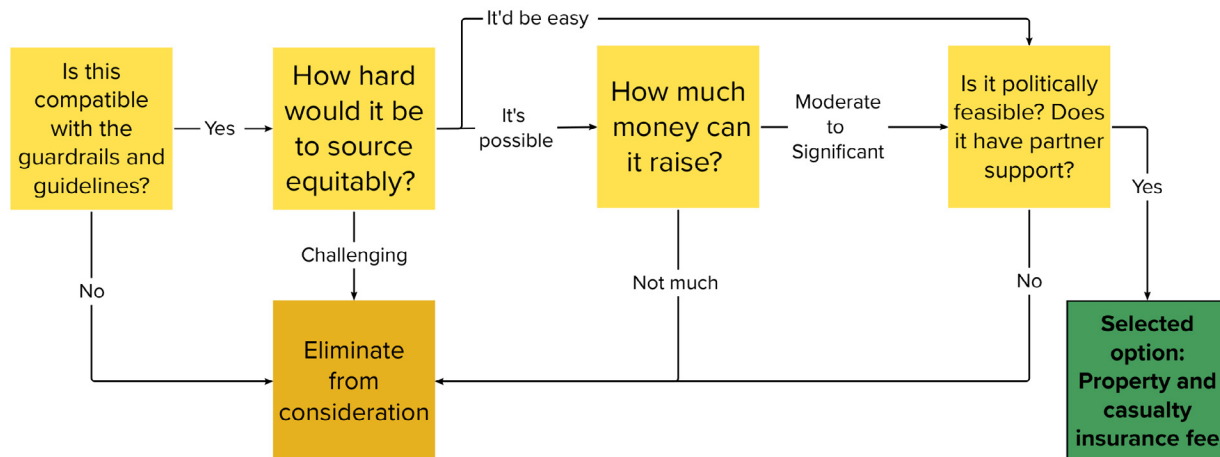 It'd be easy
Is this
compatible
with the
guardrails and
guidelines?
Yes
How hard
would it be
to source
equitably?
It's
possible
How much
money can
it raise?
Moderate
to
Significant
Is it politically
feasible? Does
it have partner
support?
Yes
No
Challenging
Not much
No
Eliminate
from
consideration
Selected
option:
Property and
casualty
insurance fee